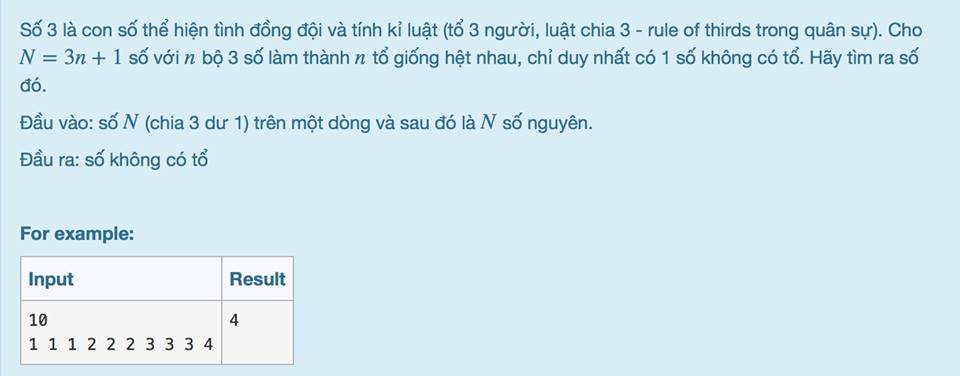 Số 3 là con số thể hiện tình đồng đội và tính kỉ luật (tổ 3 người, luật chia 3 - rule of thirds trong quân sự). Cho
N = 3n + 1 số với n bộ 3 số làm thành n tổ giống hệt nhau, chỉ duy nhất có 1 số không có tổ. Hãy tìm ra số
đó.
Đầu vào: số N (chia 3 dư 1) trên một dòng và sau đó là N số nguyên.
Đầu ra: số không có tổ
For example:
Input Result
10 4
1 1 1 2 2 2 3 3 3 4